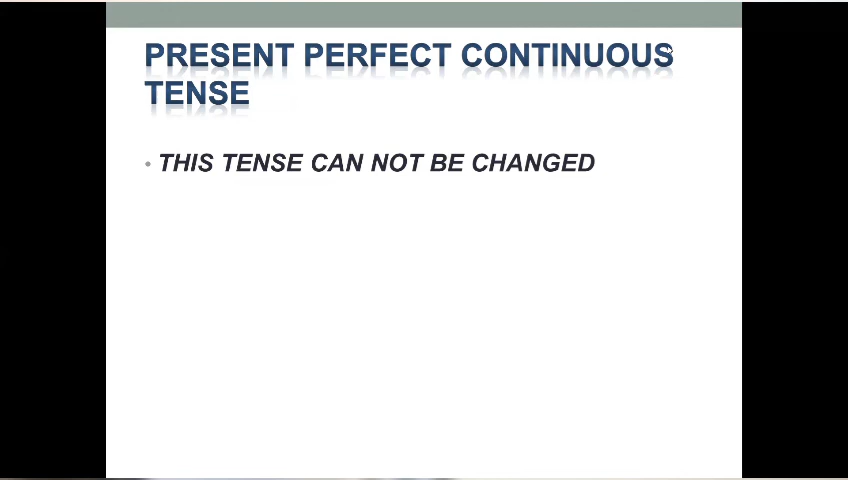 PRESENT PERFECT CONTINUOUS
TENSE
• THIS TENSE CAN NOT BE CHANGED